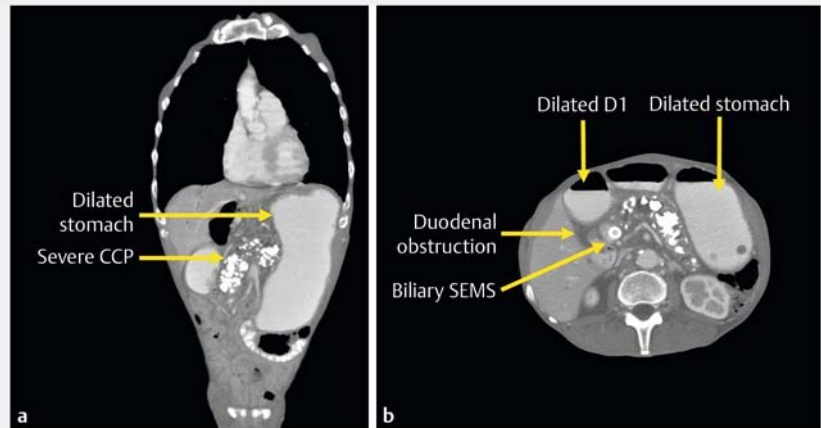 Dilated
stomach
Severe CCP
a
Dilated D1
Dilated stomach
Duodenal
obstruction
Biliary SEMS
b